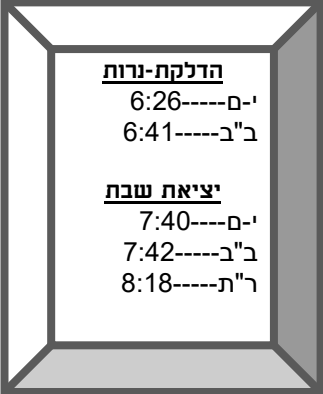 הדלקת-נרות
י-ם-----6:26
ב"ב-----6:41
יציאת שבת
י-ם----7:40
ב"ב-----7:42
ר"ת-----8:18